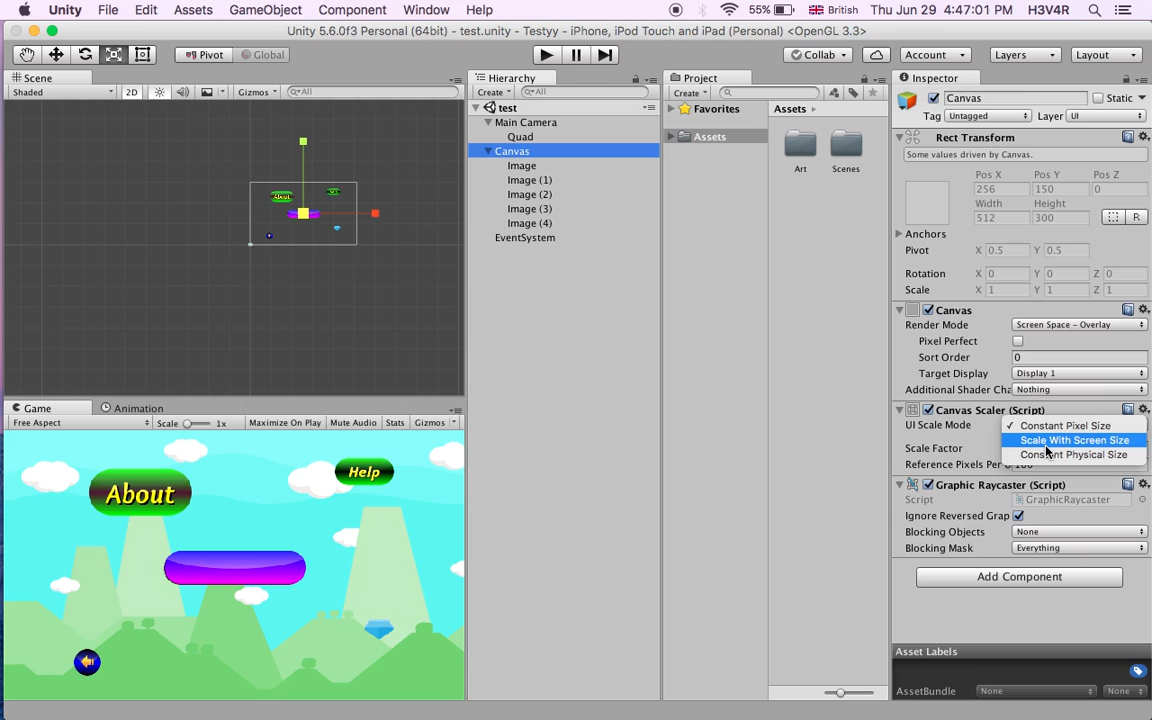 Unity File Edit Assets GameObject Component Window Help 55% British Thu Jun 29 4:47:01 PM H3V4R
Unity 5.6.0f3 Personal (64bit) - test.unity - Testyy - iPhone, iPod Touch and iPad (Personal) <OpenGL 3.3>
Pivot Global Collab Account Layers Layout
Scene
Shaded 2D Gizmos All
About
Game Animation
Free Aspect Scale 1x Maximize On Play Mute Audio Stats Gizmos
About
Help
Hierarchy
Create All
test
Main Camera
Quad
Canvas
Image
Image (1)
Image (2)
Image (3)
Image (4)
EventSystem
Project
Create
Favorites
Assets
Assets
Art Scenes
Inspector
Canvas Static
Tag Untagged Layer UI
Rect Transform
Some values driven by Canvas.
Pos X Pos Y Pos Z
256 150 0
Width Height
512 300 R
Anchors
Pivot X 0.5 Y 0.5
Rotation X 0 Y 0 Z 0
Scale X 1 Y 1 Z 1
Canvas
Render Mode Screen Space - Overlay
Pixel Perfect
Sort Order 0
Target Display Display 1
Additional Shader Cha Nothing
Canvas Scaler (Script)
UI Scale Mode ✓ Constant Pixel Size
Scale With Screen Size
Scale Factor Constant Physical Size
Reference Pixels Per 100
Graphic Raycaster (Script)
Script GraphicRaycaster
Ignore Reversed Grap
Blocking Objects None
Blocking Mask Everything
Add Component
Asset Labels
AssetBundle None None